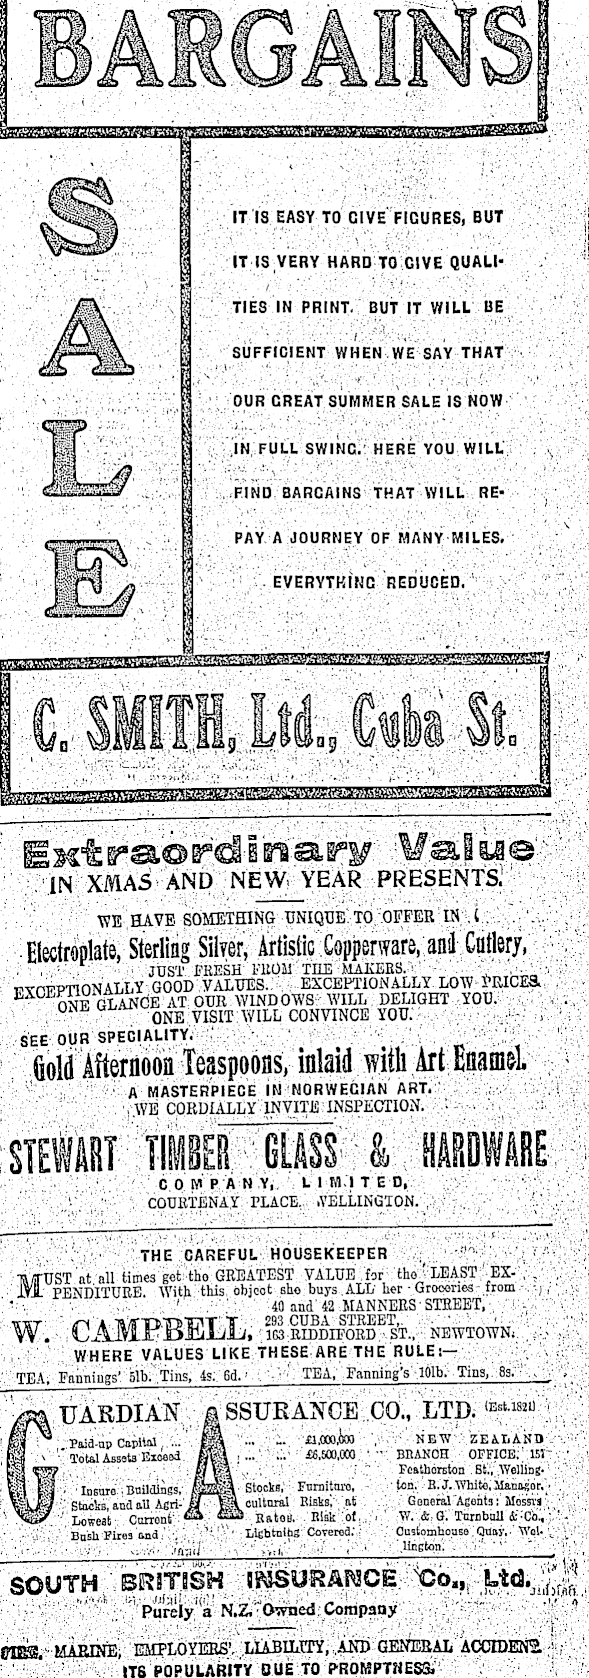 BARGAINS
SALE
IT IS EASY TO GIVE FIGURES, BUT
IT IS VERY HARD TO GIVE QUALI-
TIES IN PRINT. BUT IT WILL BE
SUFFICIENT WHEN WE SAY THAT
OUR GREAT SUMMER SALE IS NOW
IN FULL SWING. HERE YOU WILL
FIND BARGAINS THAT WILL RE-
PAY A JOURNEY OF MANY MILES.
EVERYTHING REDUCED.
C. SMITH, Ltd., Cuba St.
Extraordinary Value
IN XMAS AND NEW YEAR PRESENTS.
WE HAVE SOMETHING UNIQUE TO OFFER IN
Electroplate, Sterling Silver, Artistic Copperware, and Cutlery,
JUST FRESH FROM THE MAKERS.
EXCEPTIONALLY GOOD VALUES. EXCEPTIONALLY LOW PRICES.
ONE GLANCE AT OUR WINDOWS WILL DELIGHT YOU.
ONE VISIT WILL CONVINCE YOU.
SEE OUR SPECIALITY.
Gold Afternoon Teaspoons, inlaid with Art Enamel.
A MASTERPIECE IN NORWEGIAN ART.
WE CORDIALLY INVITE INSPECTION.
STEWART TIMBER GLASS & HARDWARE
COMPANY, LIMITED,
COURTENAY PLACE, WELLINGTON.
THE CAREFUL HOUSEKEEPER
MUST at all times get the GREATEST VALUE for the LEAST EX-
PENDITURE. With this object she buys ALL her Groceries from
40 and 42 MANNERS STREET,
W. CAMPBELL, 293 CUBA STREET,
163 RIDDIFORD ST., NEWTOWN.
WHERE VALUES LIKE THESE ARE THE RULE:—
TEA, Fannings' 5lb. Tins, 4s. 6d. TEA, Fanning's 10lb. Tins, 8s.
GUARDIAN ASSURANCE CO., LTD. (Est. 1821)
Paid-up Capital ... ... ... £1,000,000
Total Assets Exceed ... ... £6,500,000
Insure Buildings, Stocks, Furniture,
Stacks, and all Agri- cultural Risks, at
Lowest Current Rates. Risk of
Bush Fires and Lightning Covered.
NEW ZEALAND
BRANCH OFFICE, 157
Featherston St., Welling-
ton. R. J. White, Manager.
General Agents: Messrs
W. & G. Turnbull & Co.,
Customhouse Quay, Wel-
lington.
SOUTH BRITISH INSURANCE Co., Ltd.
Purely a N.Z. Owned Company
FIRE, MARINE, EMPLOYERS' LIABILITY, AND GENERAL ACCIDENT.
ITS POPULARITY DUE TO PROMPTNESS.